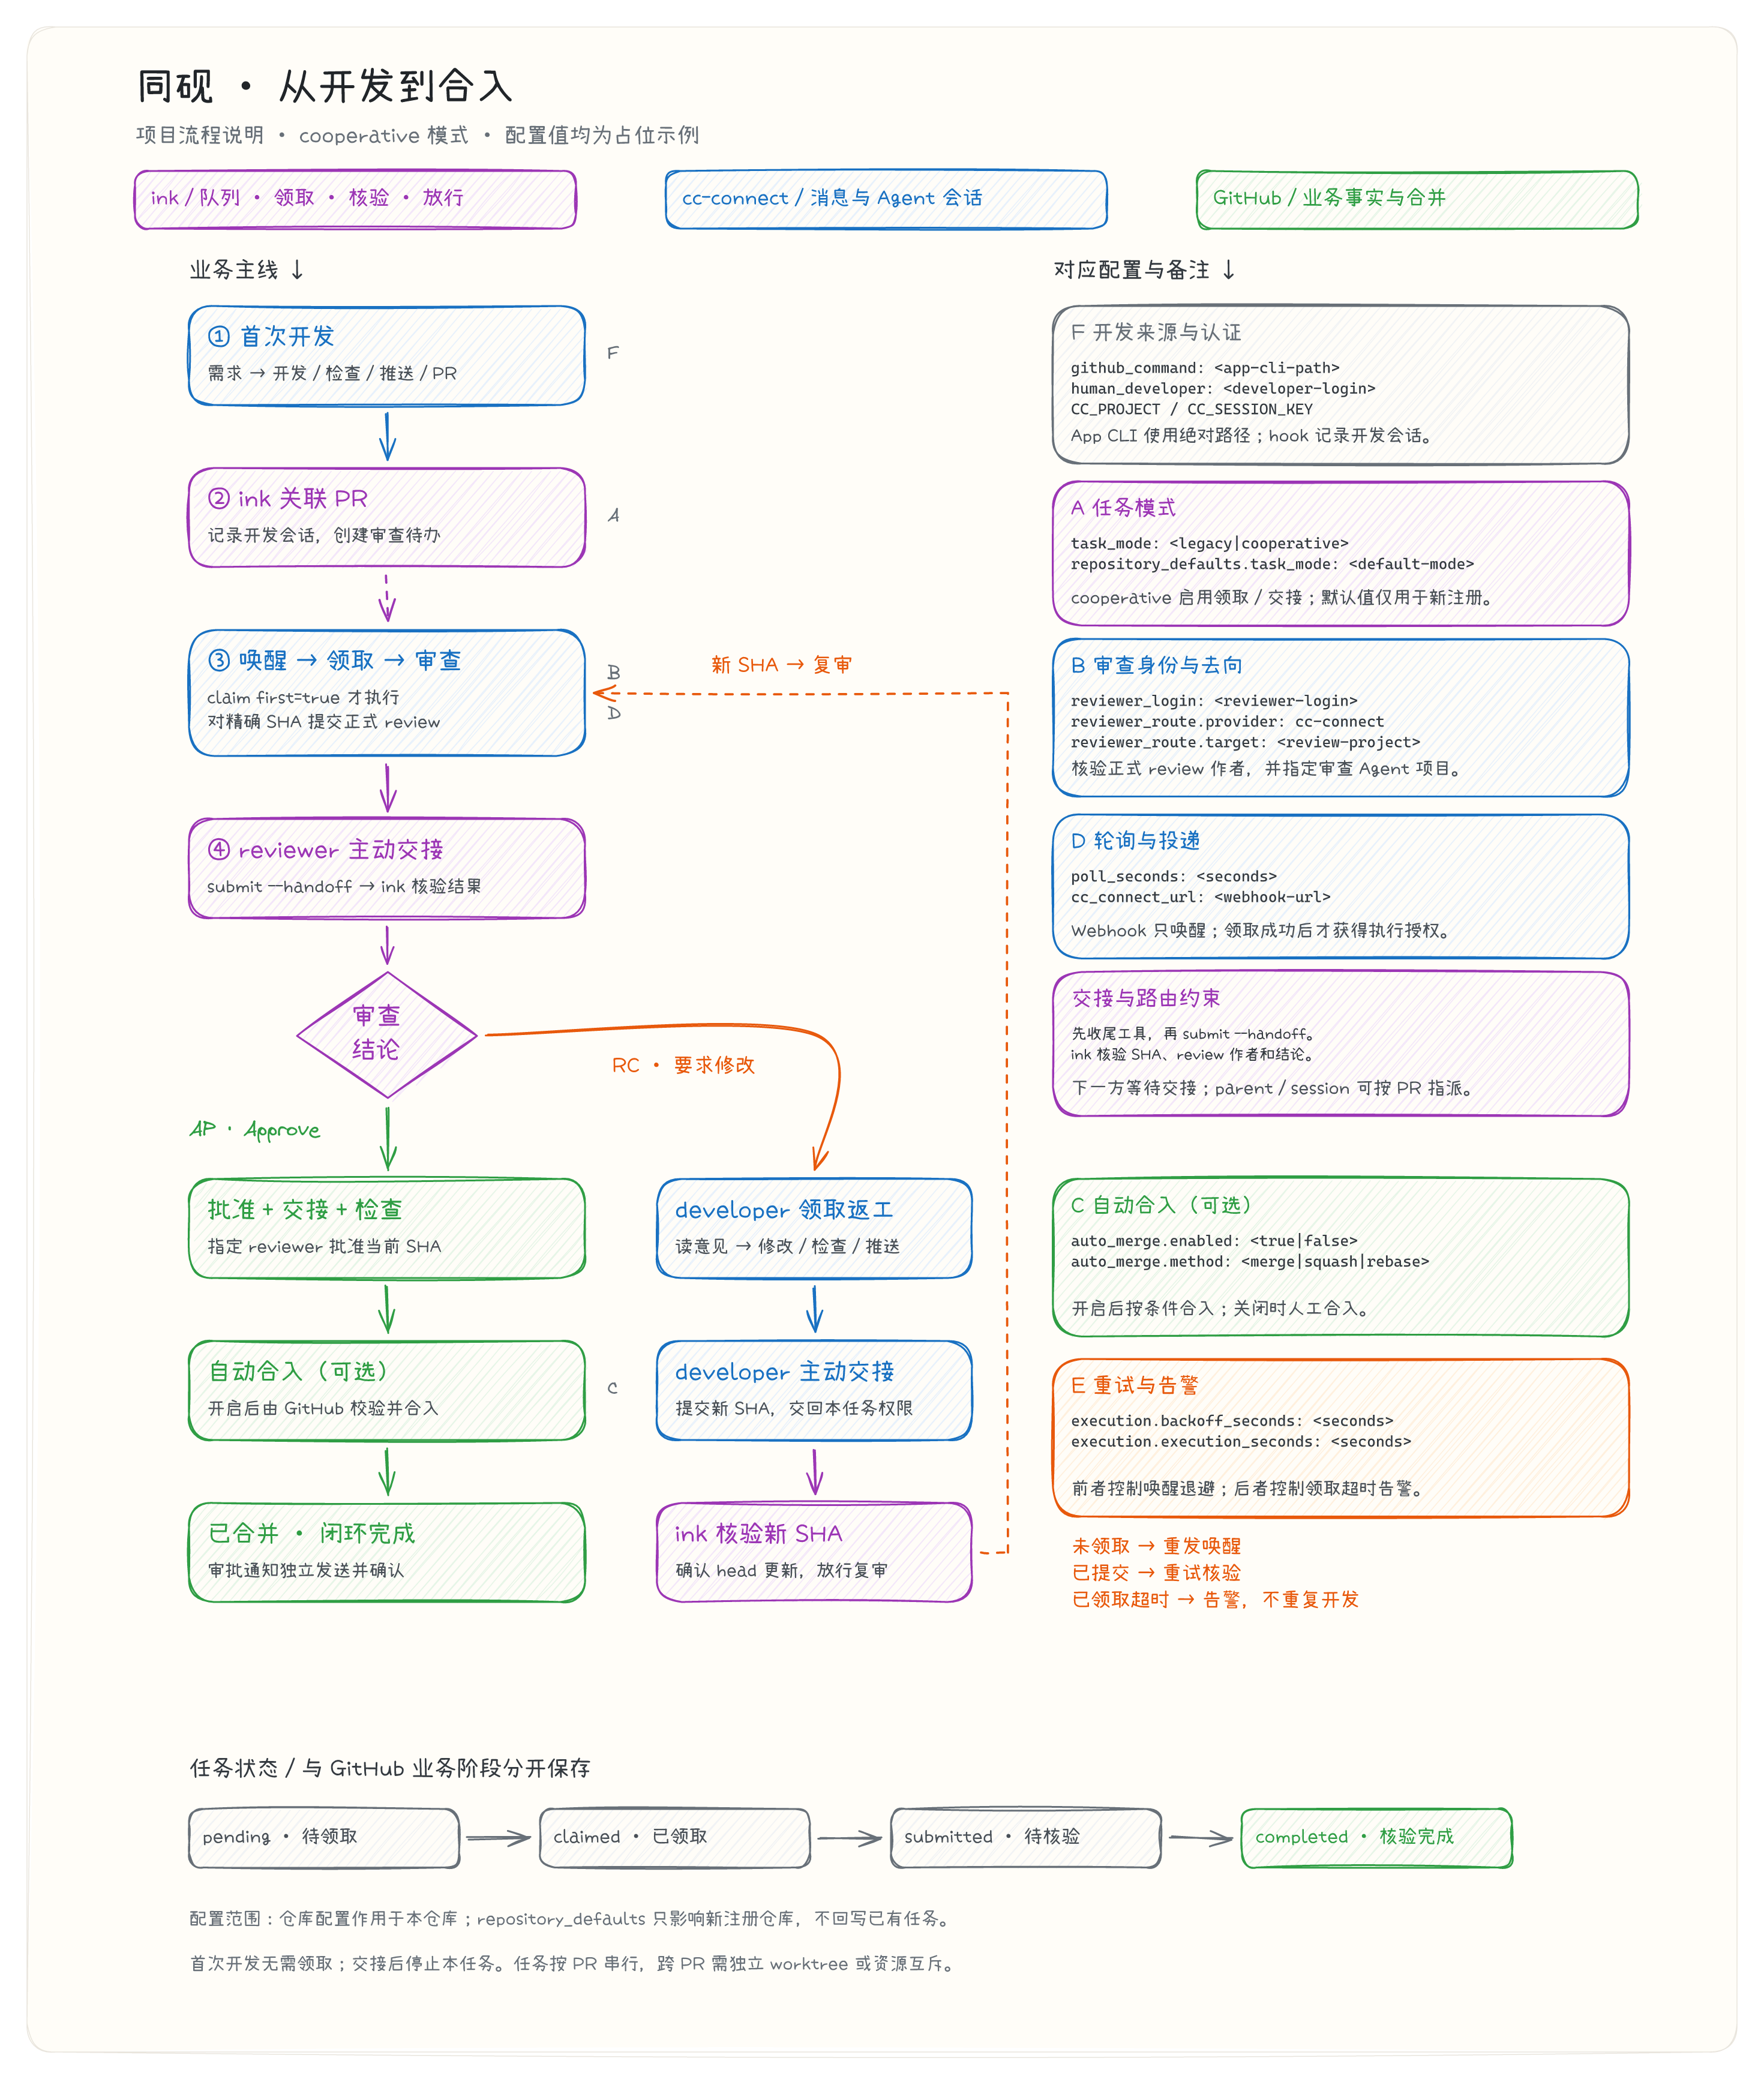 同砚 • 从开发到合入
项目流程说明 • cooperative 模式 • 配置值均为占位示例
ink / 队列 • 领取 • 核验 • 放行
cc-connect / 消息与 Agent 会话
GitHub / 业务事实与合并
业务主线 ↓
① 首次开发
需求 → 开发 / 检查 / 推送 / PR
F
② ink 关联 PR
记录开发会话，创建审查待办
A
③ 唤醒 → 领取 → 审查
claim first=true 才执行
对精确 SHA 提交正式 review
B
D
新 SHA → 复审
④ reviewer 主动交接
submit --handoff → ink 核验结果
审查
结论
RC • 要求修改
AP · Approve
批准 + 交接 + 检查
指定 reviewer 批准当前 SHA
自动合入（可选）
开启后由 GitHub 校验并合入
C
已合并 • 闭环完成
审批通知独立发送并确认
developer 领取返工
读意见 → 修改 / 检查 / 推送
developer 主动交接
提交新 SHA，交回本任务权限
ink 核验新 SHA
确认 head 更新，放行复审
对应配置与备注 ↓
F 开发来源与认证
github_command: <app-cli-path>
human_developer: <developer-login>
CC_PROJECT / CC_SESSION_KEY
App CLI 使用绝对路径；hook 记录开发会话。
A 任务模式
task_mode: <legacy|cooperative>
repository_defaults.task_mode: <default-mode>
cooperative 启用领取 / 交接；默认值仅用于新注册。
B 审查身份与去向
reviewer_login: <reviewer-login>
reviewer_route.provider: cc-connect
reviewer_route.target: <review-project>
核验正式 review 作者，并指定审查 Agent 项目。
D 轮询与投递
poll_seconds: <seconds>
cc_connect_url: <webhook-url>
Webhook 只唤醒；领取成功后才获得执行授权。
交接与路由约束
先收尾工具，再 submit --handoff。
ink 核验 SHA、review 作者和结论。
下一方等待交接；parent / session 可按 PR 指派。
C 自动合入（可选）
auto_merge.enabled: <true|false>
auto_merge.method: <merge|squash|rebase>
开启后按条件合入；关闭时人工合入。
E 重试与告警
execution.backoff_seconds: <seconds>
execution.execution_seconds: <seconds>
前者控制唤醒退避；后者控制领取超时告警。
未领取 → 重发唤醒
已提交 → 重试核验
已领取超时 → 告警，不重复开发
任务状态 / 与 GitHub 业务阶段分开保存
pending • 待领取
claimed • 已领取
submitted • 待核验
completed • 核验完成
配置范围：仓库配置作用于本仓库；repository_defaults 只影响新注册仓库，不回写已有任务。
首次开发无需领取；交接后停止本任务。任务按 PR 串行，跨 PR 需独立 worktree 或资源互斥。